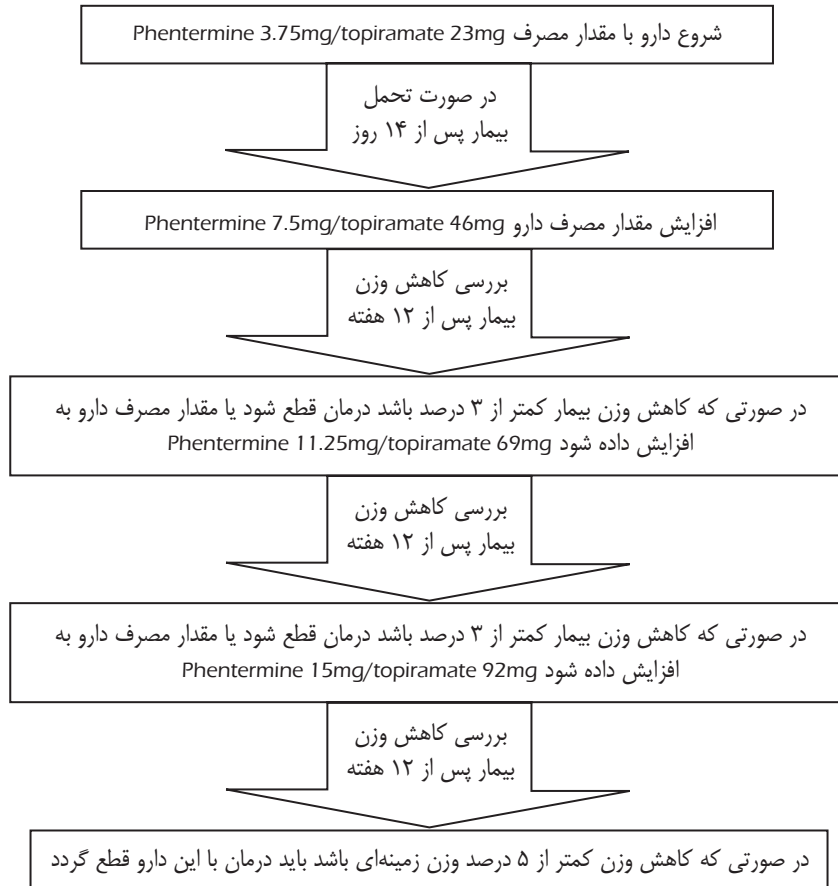 شروع دارو با مقدار مصرف Phentermine 3.75mg/topiramate 23mg
در صورت تحمل
بیمار پس از ۱۴ روز
افزایش مقدار مصرف دارو Phentermine 7.5mg/topiramate 46mg
بررسی کاهش وزن
بیمار پس از ۱۲ هفته
در صورتی که کاهش وزن بیمار کمتر از ۳ درصد باشد درمان قطع شود یا مقدار مصرف دارو به
افزایش داده شود Phentermine 11.25mg/topiramate 69mg
بررسی کاهش وزن
بیمار پس از ۱۲ هفته
در صورتی که کاهش وزن بیمار کمتر از ۳ درصد باشد درمان قطع شود یا مقدار مصرف دارو به
افزایش داده شود Phentermine 15mg/topiramate 92mg
بررسی کاهش وزن
بیمار پس از ۱۲ هفته
در صورتی که کاهش وزن کمتر از ۵ درصد وزن زمینه‌ای باشد باید درمان با این دارو قطع گردد